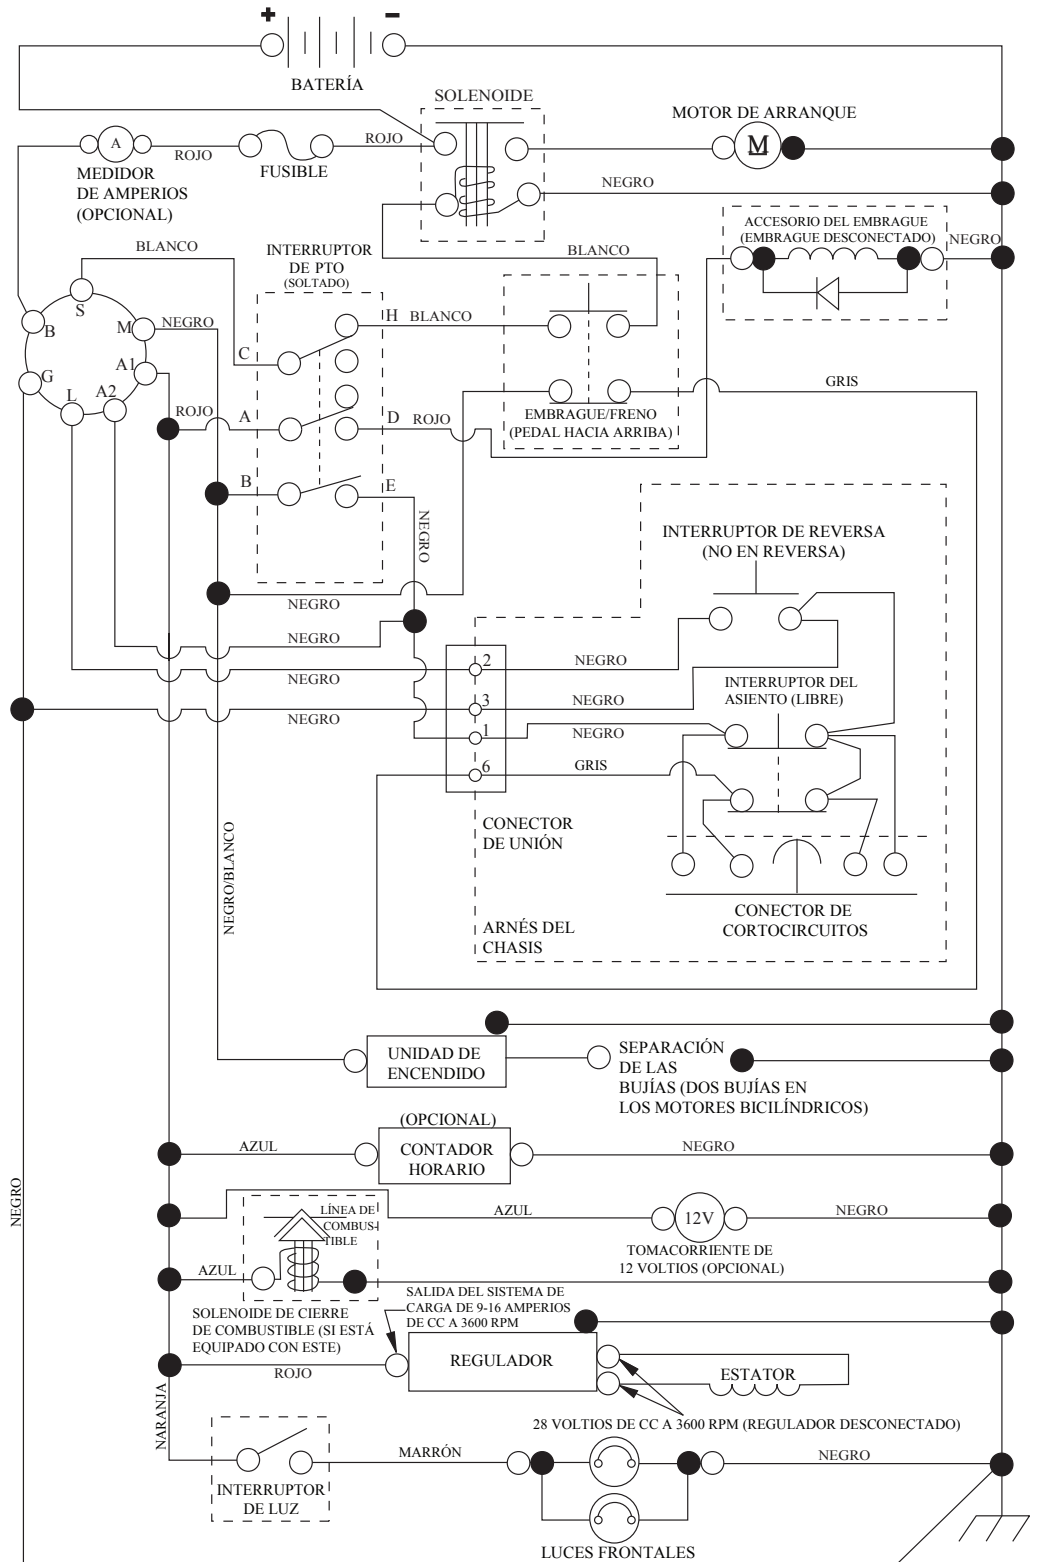 +
−
BATERÍA
SOLENOIDE
MOTOR DE ARRANQUE
A
ROJO
FUSIBLE
ROJO
M
MEDIDOR
DE AMPERIOS
(OPCIONAL)
NEGRO
ACCESORIO DEL EMBRAGUE
(EMBRAGUE DESCONECTADO)
NEGRO
BLANCO
INTERRUPTOR
DE PTO
(SOLTADO)
BLANCO
S
B
M
NEGRO
H
BLANCO
C
A1
G
L
A2
GRIS
ROJO
A
D
ROJO
EMBRAGUE/FRENO
(PEDAL HACIA ARRIBA)
B
E
NEGRO
INTERRUPTOR DE REVERSA
(NO EN REVERSA)
NEGRO
NEGRO
2
NEGRO
NEGRO
INTERRUPTOR DEL
ASIENTO (LIBRE)
3
NEGRO
NEGRO
1
NEGRO
6
GRIS
CONECTOR
DE UNIÓN
NEGRO/BLANCO
CONECTOR DE
CORTOCIRCUITOS
ARNÉS DEL
CHASIS
UNIDAD DE
ENCENDIDO
SEPARACIÓN
DE LAS
BUJÍAS (DOS BUJÍAS EN
LOS MOTORES BICILÍNDRICOS)
(OPCIONAL)
AZUL
CONTADOR
HORARIO
NEGRO
NEGRO
LÍNEA DE
COMBUS-
TIBLE
AZUL
12V
NEGRO
TOMACORRIENTE DE
12 VOLTIOS (OPCIONAL)
AZUL
SOLENOIDE DE CIERRE
DE COMBUSTIBLE (SI ESTÁ
EQUIPADO CON ESTE)
SALIDA DEL SISTEMA DE
CARGA DE 9-16 AMPERIOS
DE CC A 3600 RPM
ROJO
REGULADOR
ESTATOR
28 VOLTIOS DE CC A 3600 RPM (REGULADOR DESCONECTADO)
NARANJA
MARRÓN
NEGRO
INTERRUPTOR
DE LUZ
LUCES FRONTALES